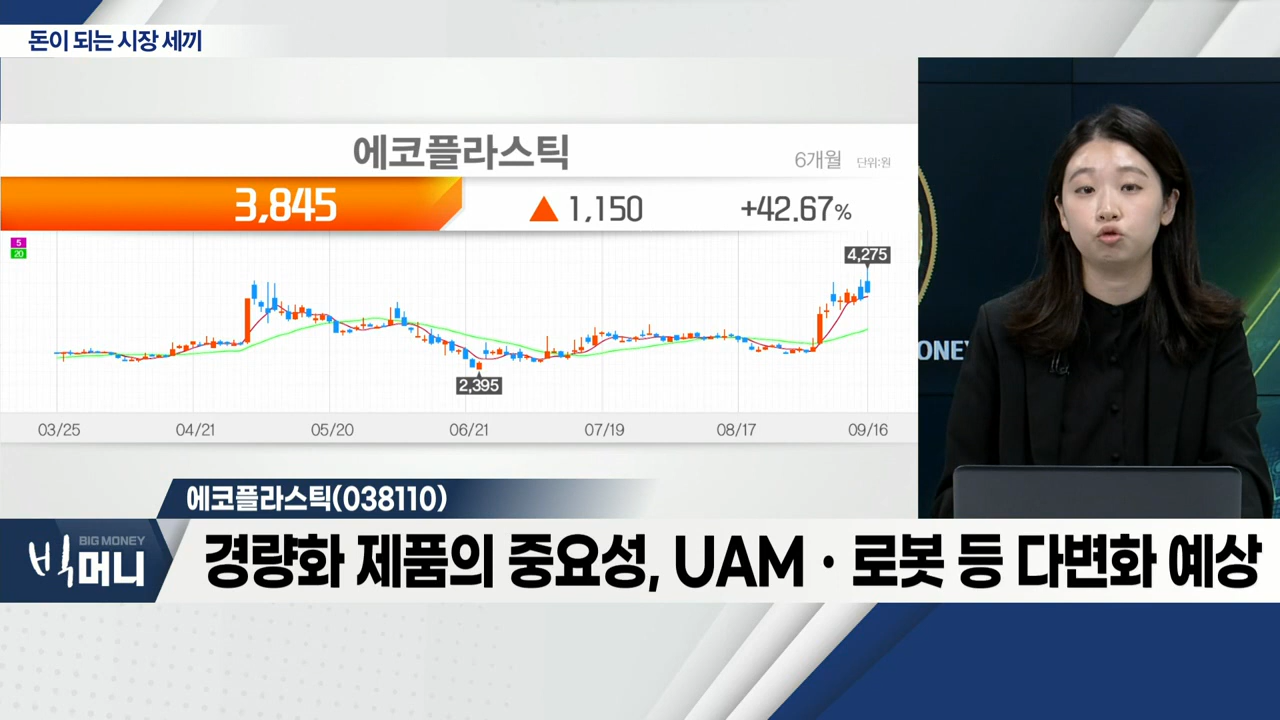 돈이 되는 시장 세끼
에코플라스틱
6개월 단위:원
3,845 ▲ 1,150 +42.67%
5
20
4,275
2,395
03/25 04/21 05/20 06/21 07/19 08/17 09/16
ONEY
에코플라스틱(038110)
BIG MONEY
빅머니
경량화 제품의 중요성, UAM · 로봇 등 다변화 예상